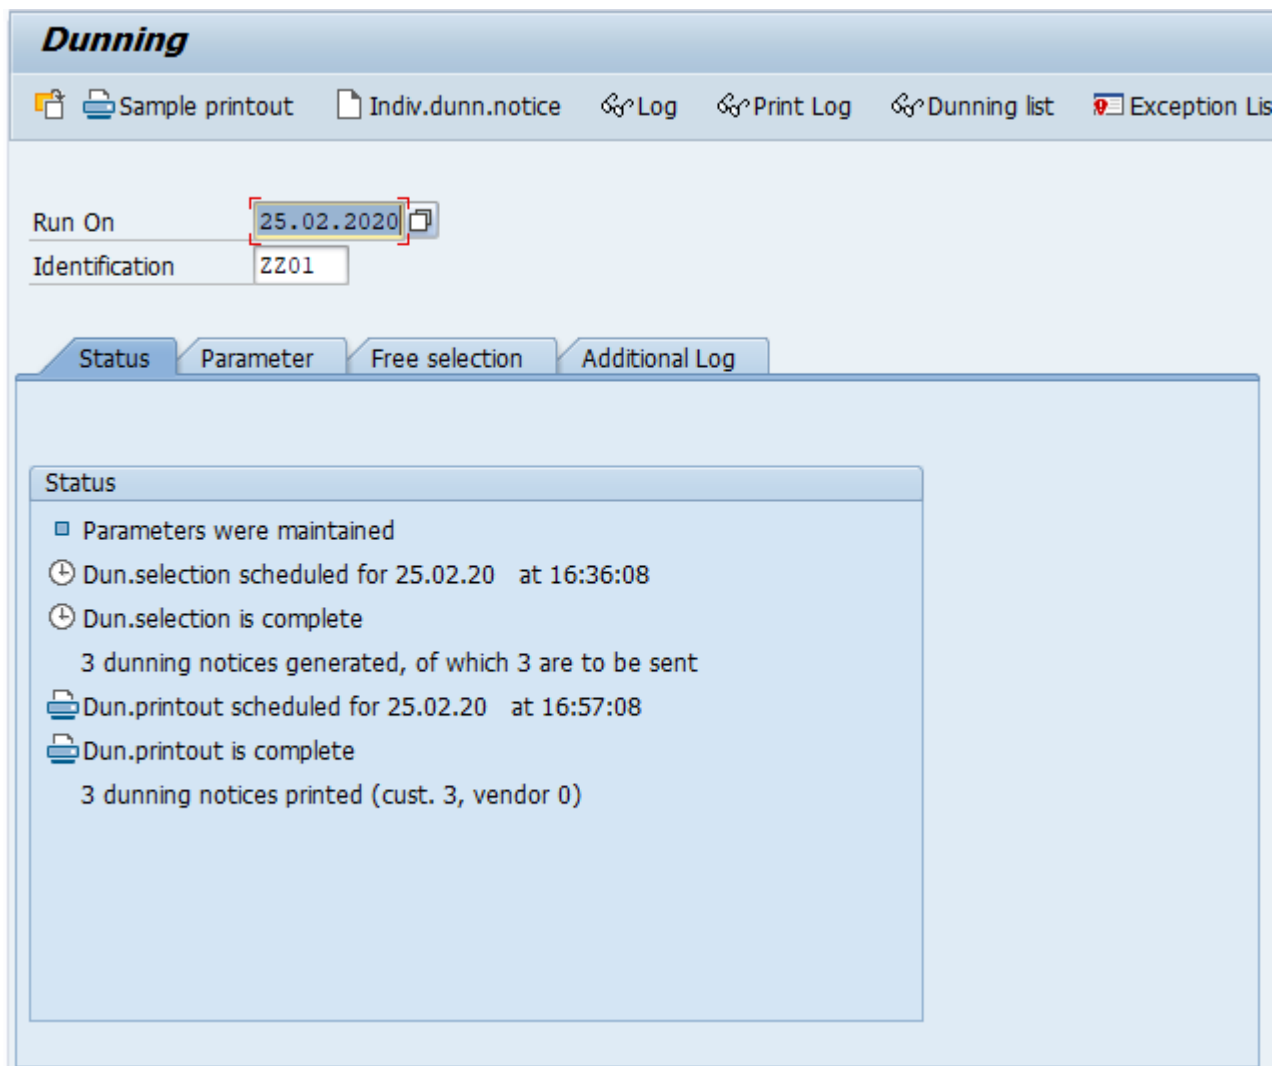 Dunning
Sample printout Indiv.dunn.notice Log Print Log Dunning list Exception Lis
Run On 25.02.2020
Identification ZZ01
Status Parameter Free selection Additional Log
Status
Parameters were maintained
Dun.selection scheduled for 25.02.20 at 16:36:08
Dun.selection is complete
3 dunning notices generated, of which 3 are to be sent
Dun.printout scheduled for 25.02.20 at 16:57:08
Dun.printout is complete
3 dunning notices printed (cust. 3, vendor 0)